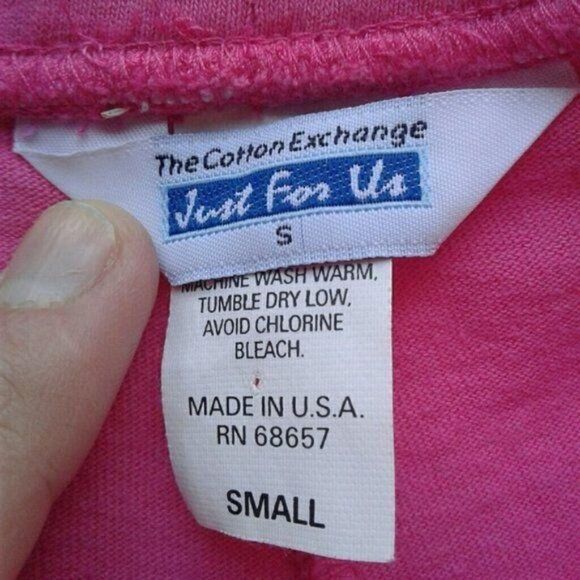 The Cotton Exchange
Just For Us
S
MACHINE WASH WARM,
TUMBLE DRY LOW,
AVOID CHLORINE
BLEACH.
MADE IN U.S.A.
RN 68657
SMALL